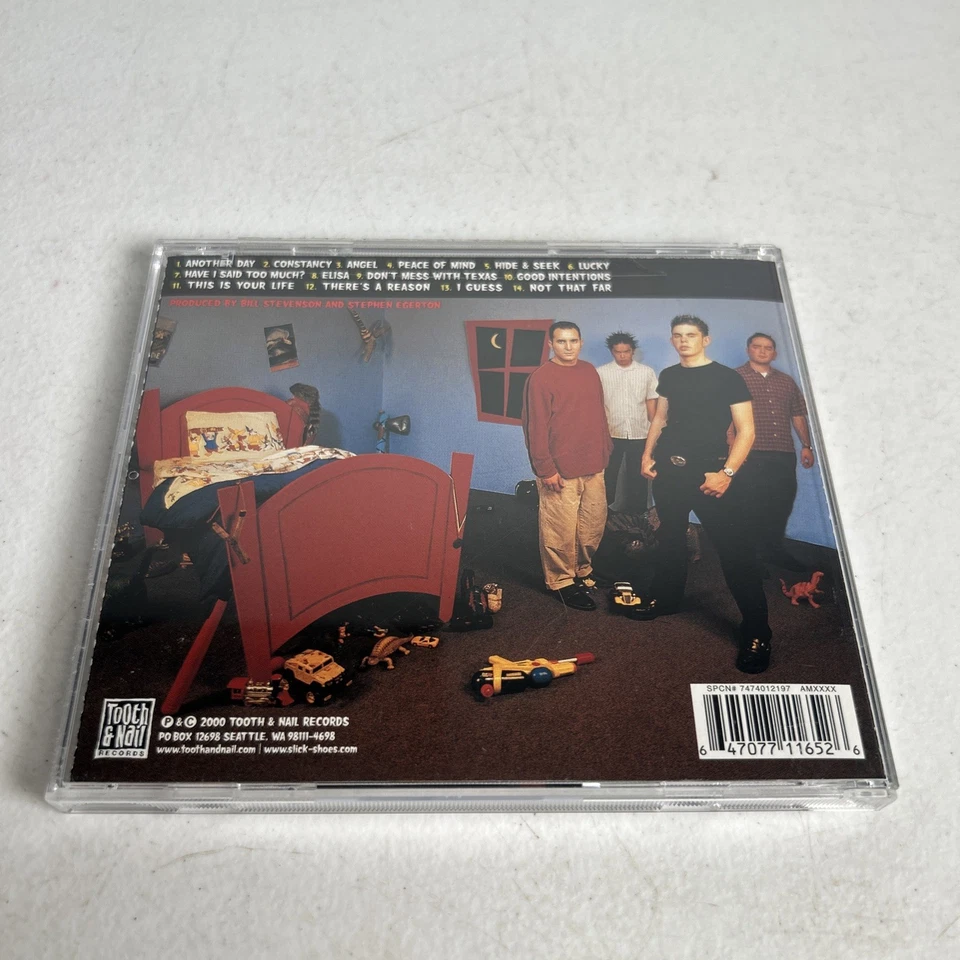 1. ANOTHER DAY 2. CONSTANCY 3. ANGEL 4. PEACE OF MIND 5. HIDE & SEEK 6. LUCKY
7. HAVE I SAID TOO MUCH? 8. ELISA 9. DON'T MESS WITH TEXAS 10. GOOD INTENTIONS
11. THIS IS YOUR LIFE 12. THERE'S A REASON 13. I GUESS 14. NOT THAT FAR
PRODUCED BY BILL STEVENSON AND STEPHEN EGERTON
SPCN# 7474012197 AMXXXX
6 47077 11652 6
Tooth
& Nail
RECORDS
℗ & © 2000 TOOTH & NAIL RECORDS
PO BOX 12698 SEATTLE, WA 98111-4698
www.toothandnail.com | www.slick-shoes.com